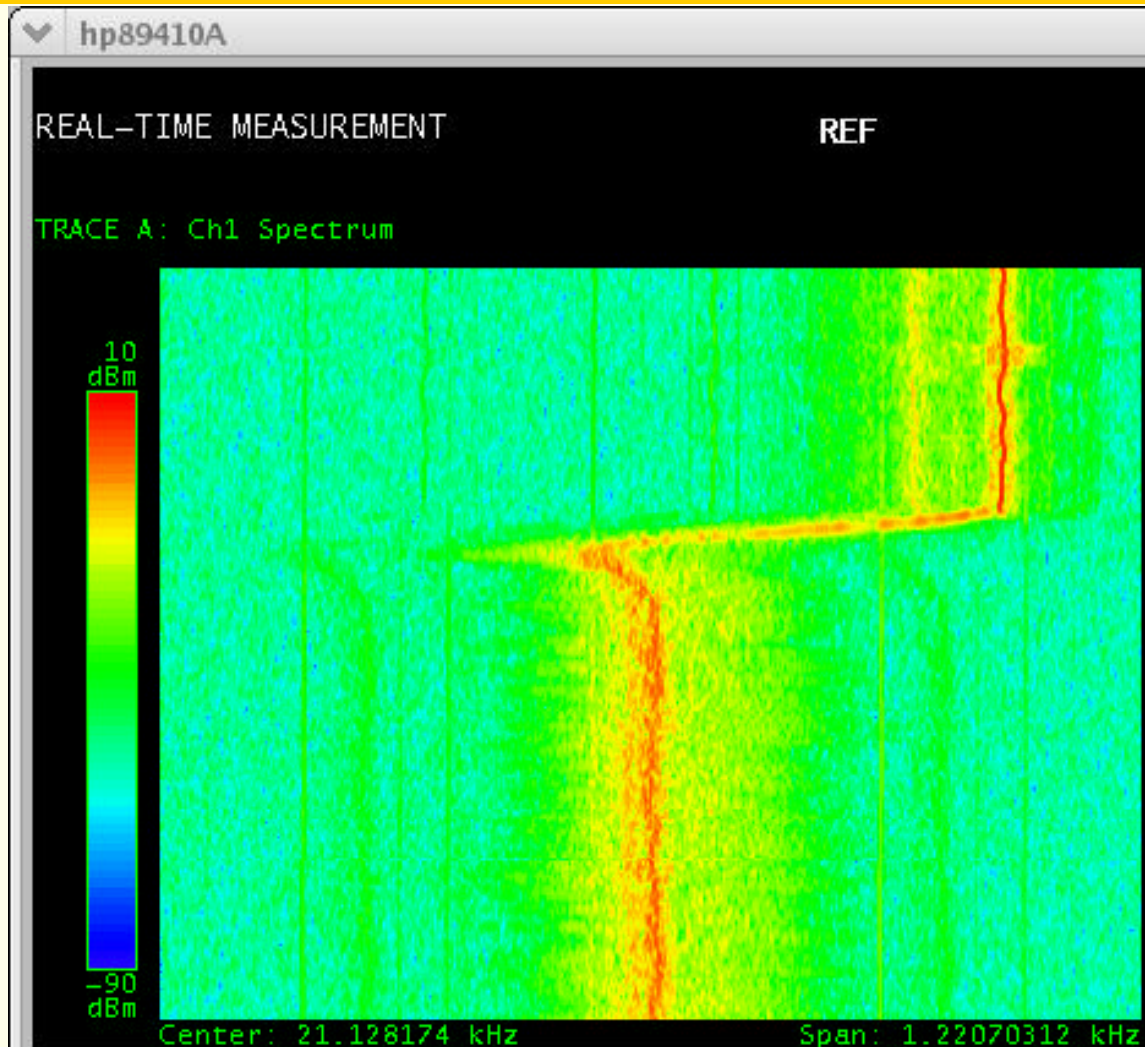 hp89410A
REAL-TIME MEASUREMENT
REF
TRACE A: Ch1 Spectrum
10
dBm
-90
dBm
Center: 21.128174 kHz
Span: 1.22070312 kHz